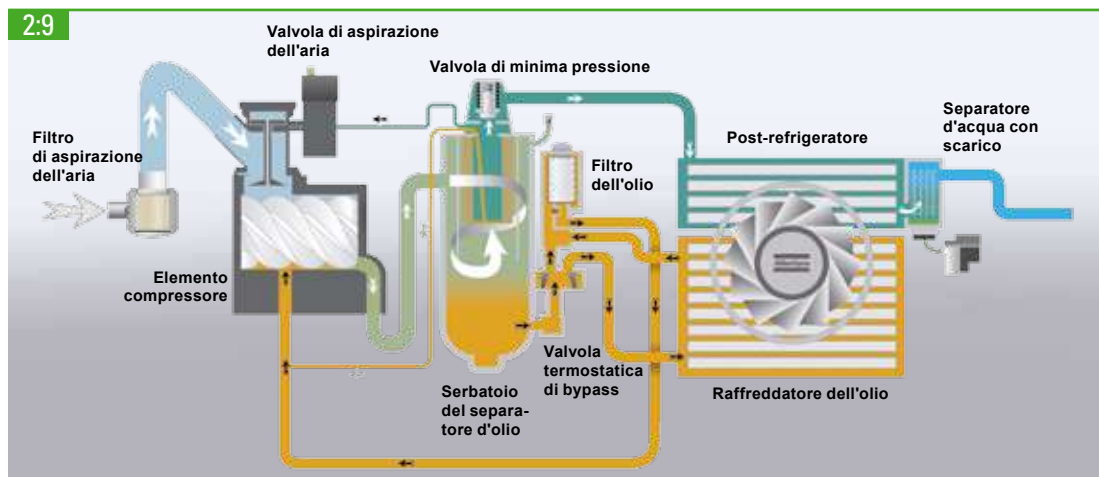 2:9
Valvola di aspirazione
dell'aria
Valvola di minima pressione
Separatore
d'acqua con
scarico
Filtro
di aspirazione
dell'aria
Post-refrigeratore
Filtro
dell'olio
Elemento
compressore
Valvola
termostatica
di bypass
Serbatoio
del separa-
tore d'olio
Raffreddatore dell'olio